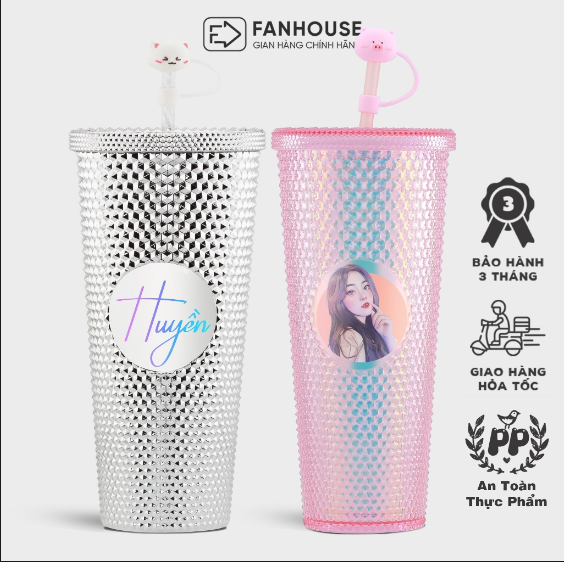 FANHOUSE
GIAN HÀNG CHÍNH HÃN
Huyền
3
BẢO HÀNH
3 THÁNG
GIAO HÀNG
HỎA TỐC
PP
An Toàn
Thực Phẩm